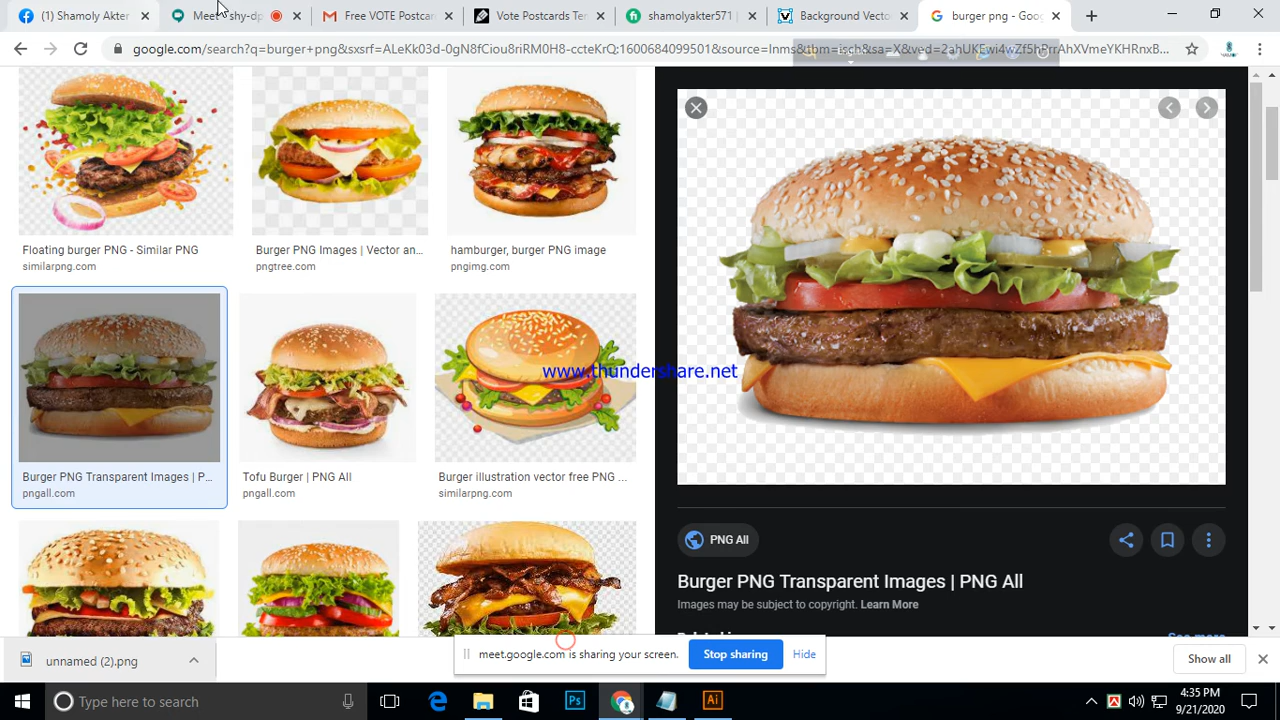 (1) Shamoly Akter
Meet
hy-dp
Free VOTE Postcar
Vote Postcards Te
shamolyakter571 |
Background Vecto
burger png - Goo
google.com/search?q=burger+png&sxsrf=ALeKk03d-0gN8fCiou8riRM0H8-ccteKrQ:1600684099501&source=lnms&tbm=isch&sa=X&ved=2ahUKEwi4wZf5hPrrAhXVmeYKHRnxB...
Floating burger PNG - Similar PNG
similarpng.com
Burger PNG Images | Vector an...
pngtree.com
hamburger, burger PNG image
pngimg.com
Burger PNG Transparent Images | P...
pngall.com
Tofu Burger | PNG All
pngall.com
Burger illustration vector free PNG ...
similarpng.com
www.thundershare.net
PNG All
Burger PNG Transparent Images | PNG All
Images may be subject to copyright. Learn More
See more
unnamed (2).png
meet.google.com is sharing your screen.
Stop sharing
Hide
Show all
Type here to search
Ps
Ai
4:35 PM
9/21/2020